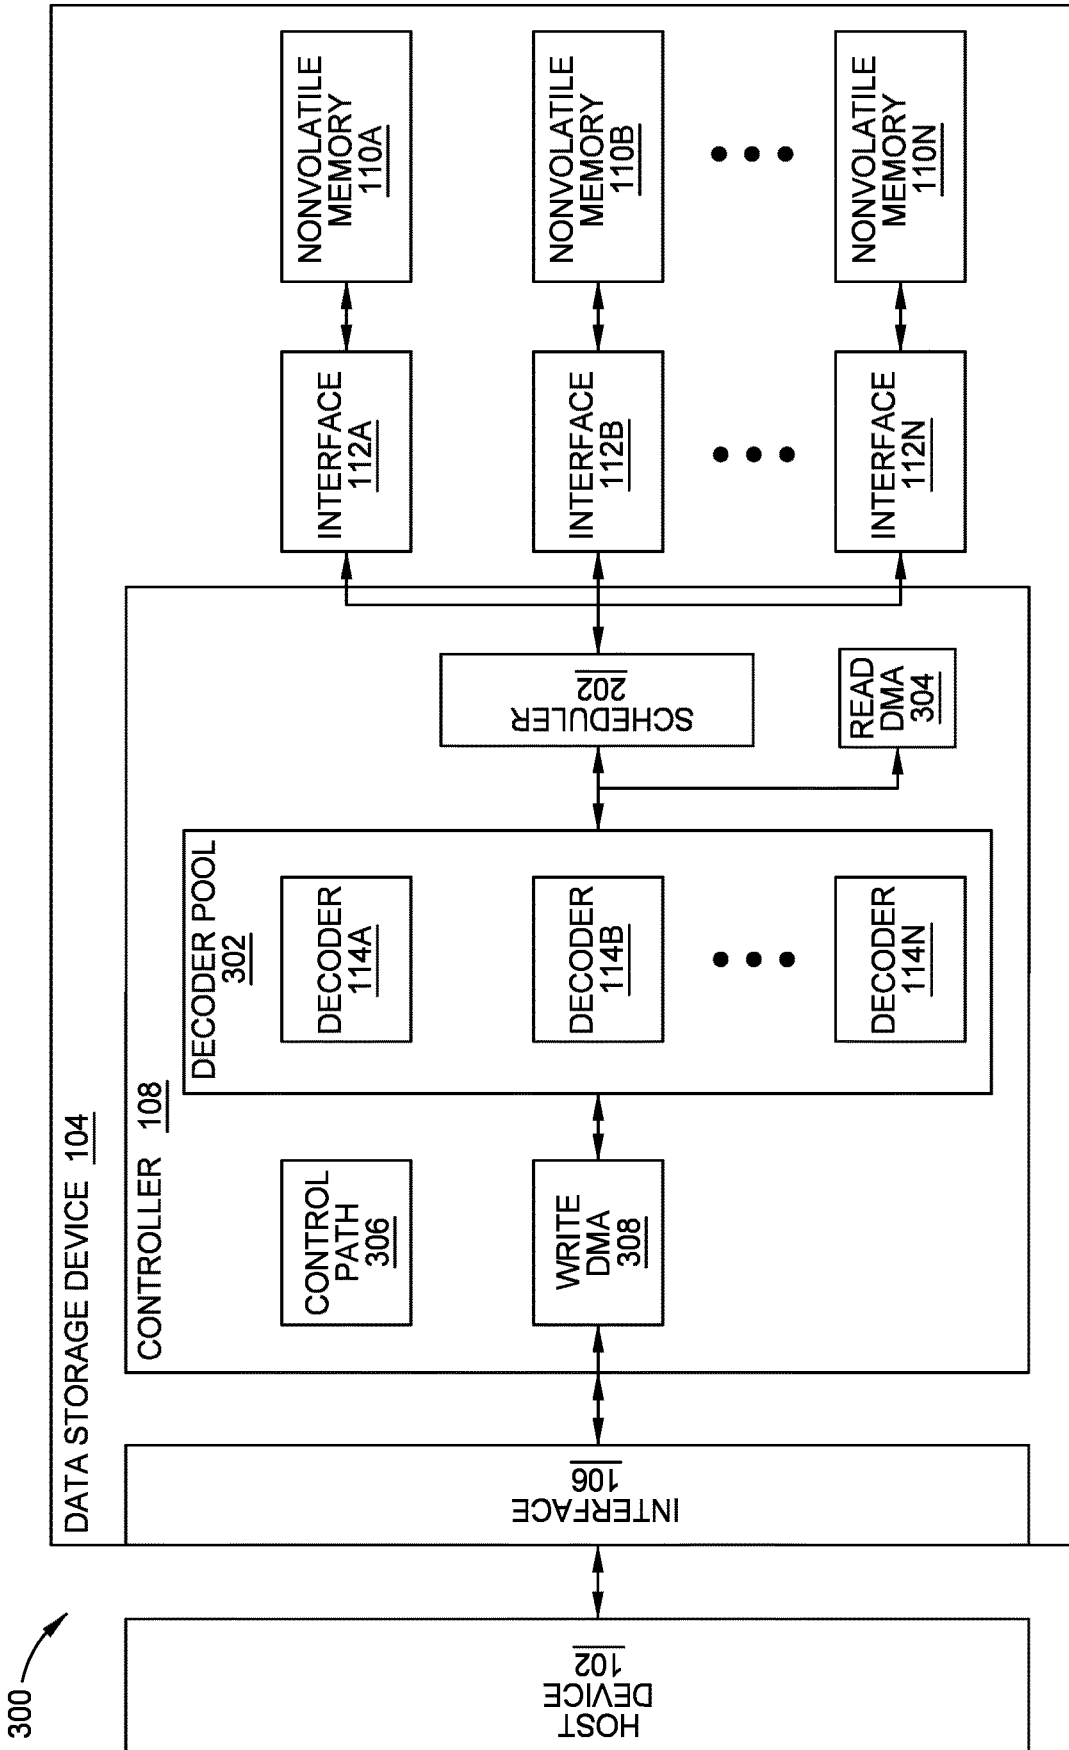 300
HOST
DEVICE
102
DATA STORAGE DEVICE 104
INTERFACE
106
CONTROLLER 108
CONTROL
PATH
306
WRITE
DMA
308
DECODER POOL
302
DECODER
114A
DECODER
114B
DECODER
114N
SCHEDULER
202
READ
DMA
304
INTERFACE
112A
INTERFACE
112B
INTERFACE
112N
NONVOLATILE
MEMORY
110A
NONVOLATILE
MEMORY
110B
NONVOLATILE
MEMORY
110N